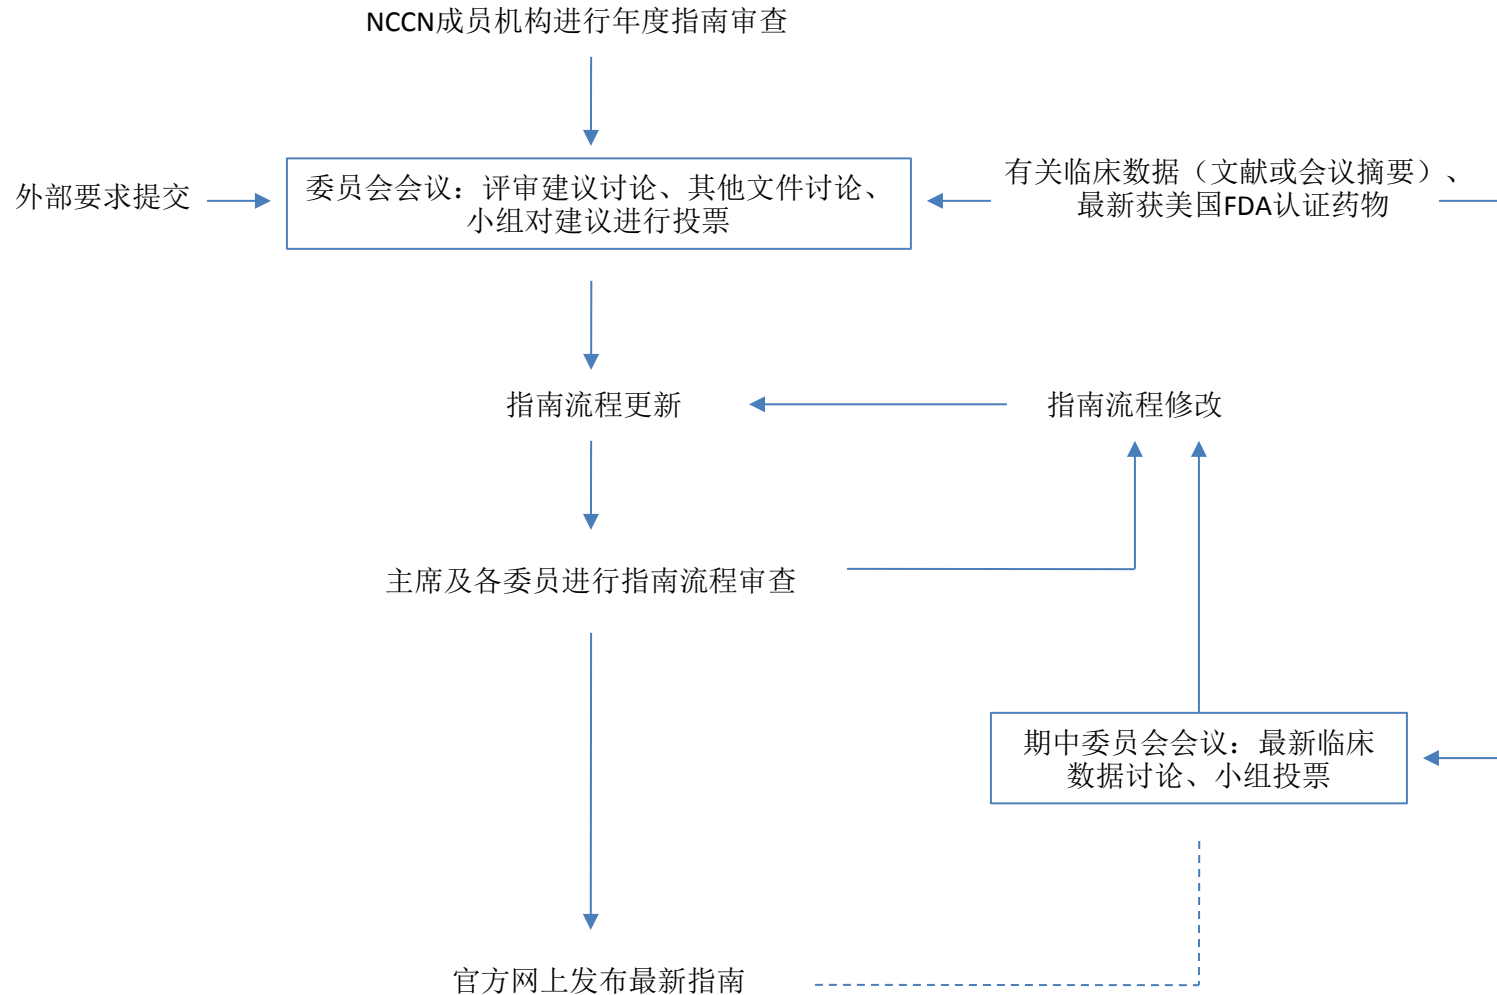 NCCN成员机构进行年度指南审查
外部要求提交
委员会会议：评审建议讨论、其他文件讨论、
小组对建议进行投票
有关临床数据（文献或会议摘要）、
最新获美国FDA认证药物
指南流程更新
指南流程修改
主席及各委员进行指南流程审查
期中委员会会议：最新临床
数据讨论、小组投票
官方网上发布最新指南